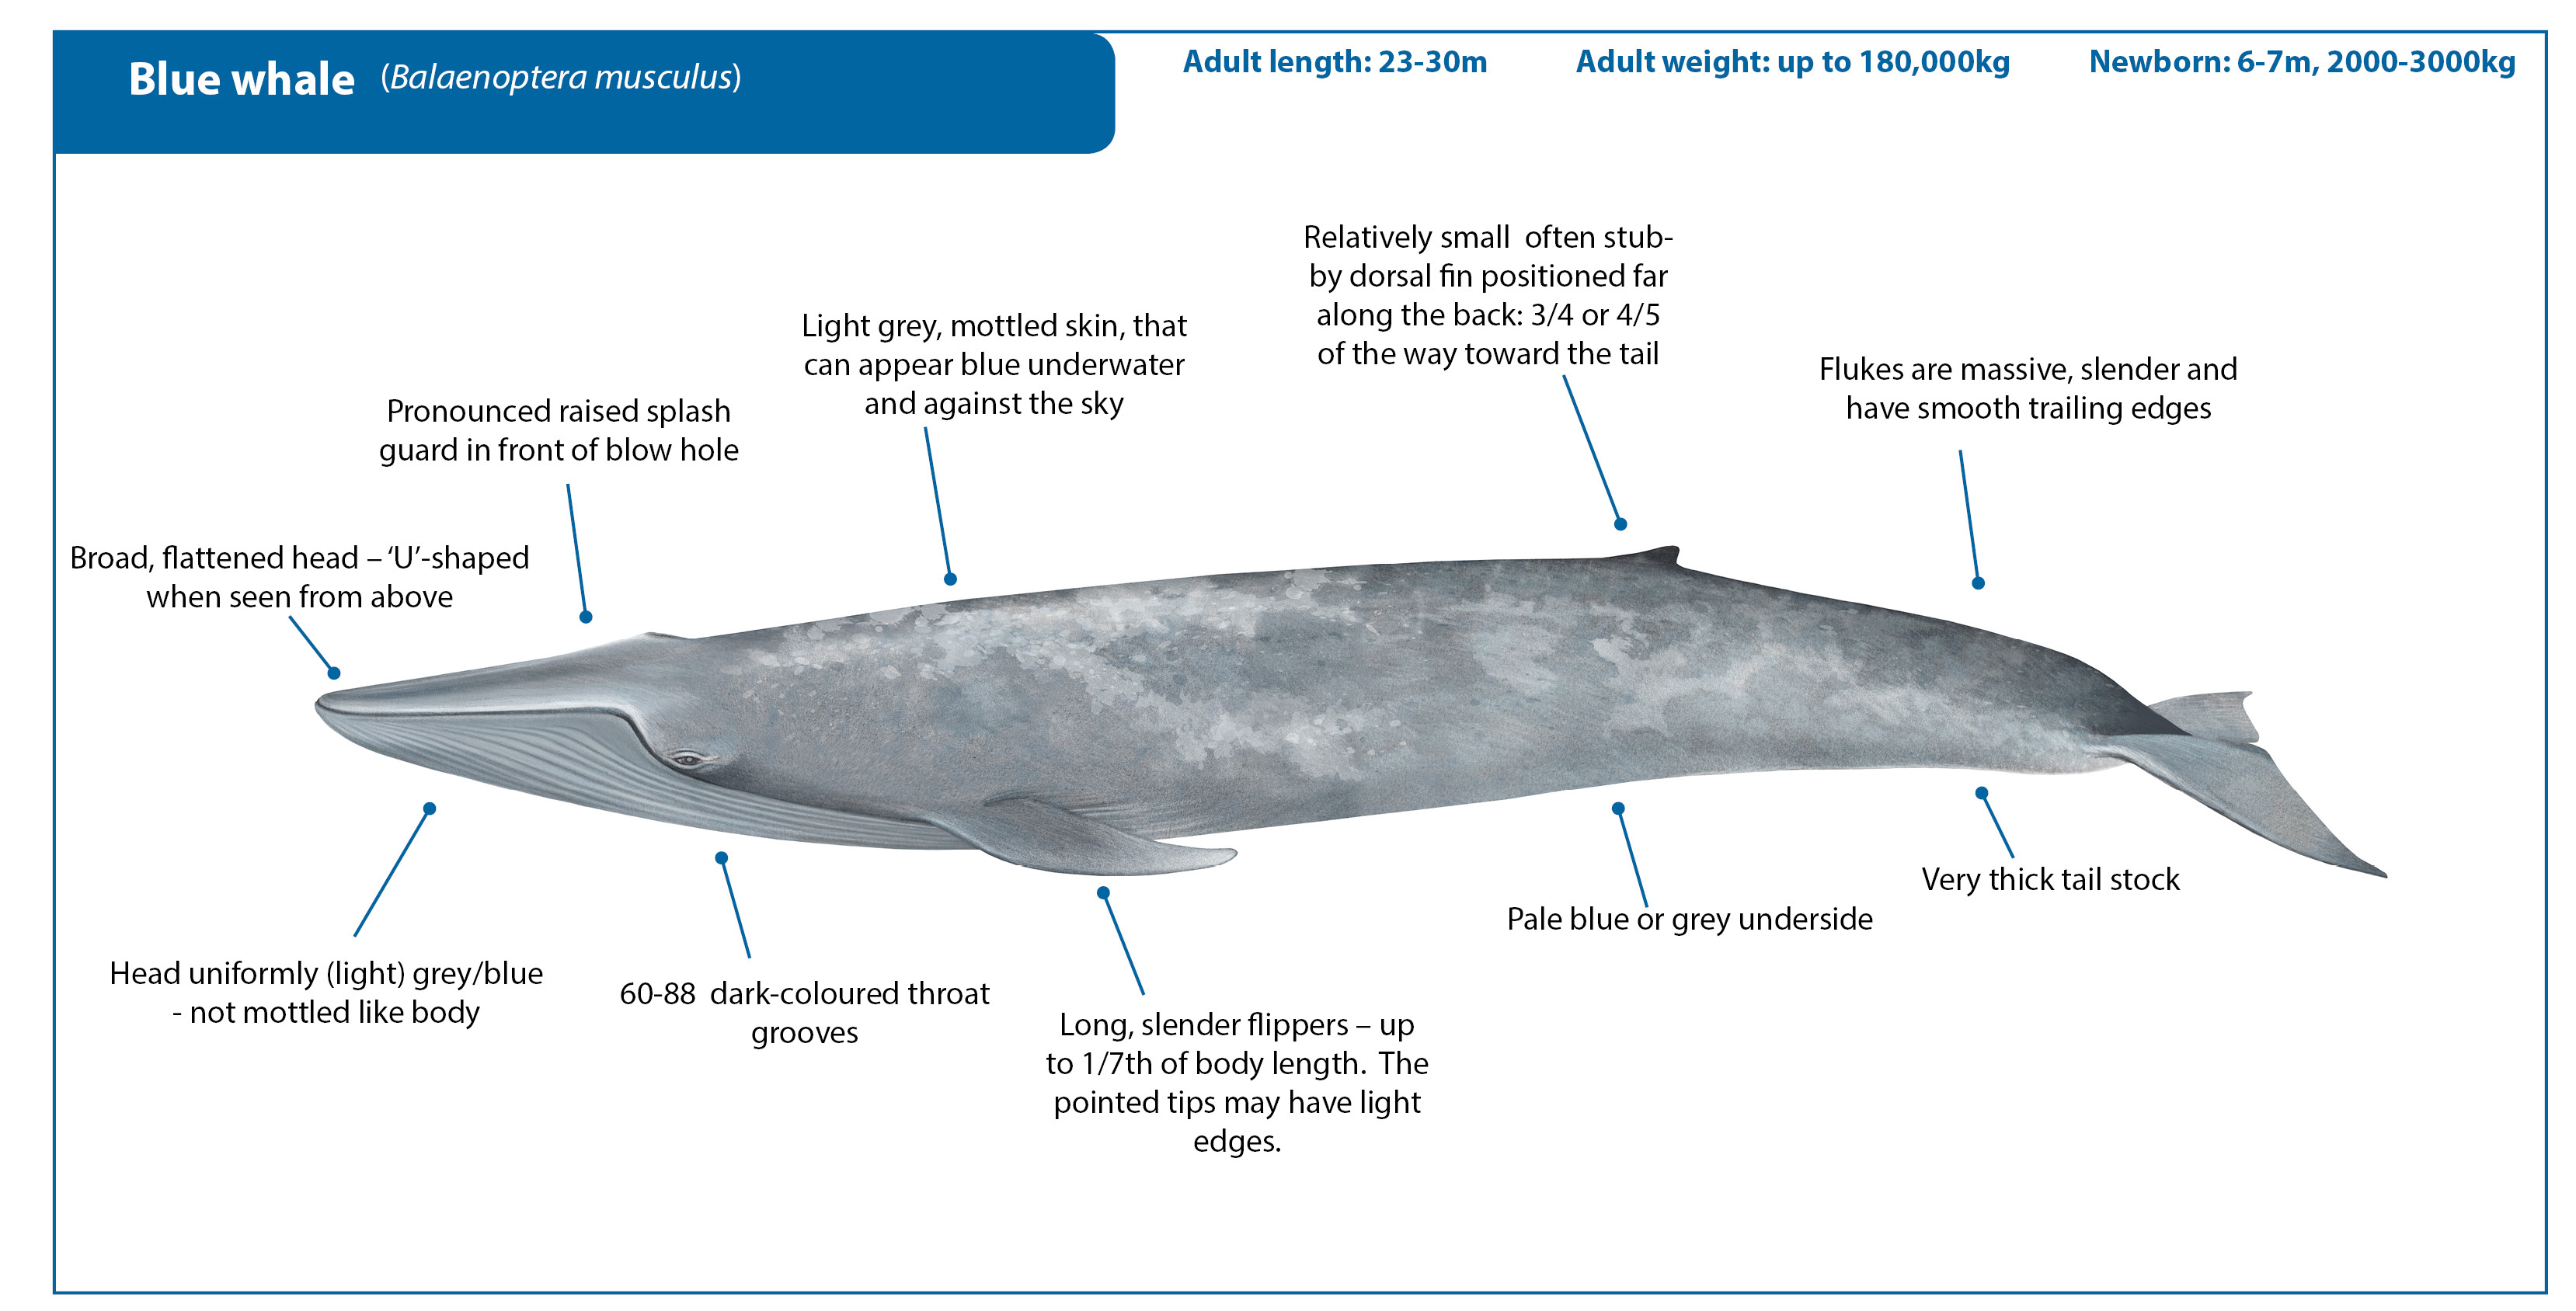 Blue whale (Balaenoptera musculus)
Adult length: 23-30m
Adult weight: up to 180,000kg
Newborn: 6-7m, 2000-3000kg
Relatively small  often stub-
by dorsal fin positioned far
along the back: 3/4 or 4/5
of the way toward the tail
Light grey, mottled skin, that
can appear blue underwater
and against the sky
Flukes are massive, slender and
have smooth trailing edges
Pronounced raised splash
guard in front of blow hole
Broad, flattened head – ‘U’-shaped
when seen from above
Very thick tail stock
Pale blue or grey underside
Head uniformly (light) grey/blue
- not mottled like body
60-88  dark-coloured throat
grooves
Long, slender flippers – up
to 1/7th of body length.  The
pointed tips may have light
edges.